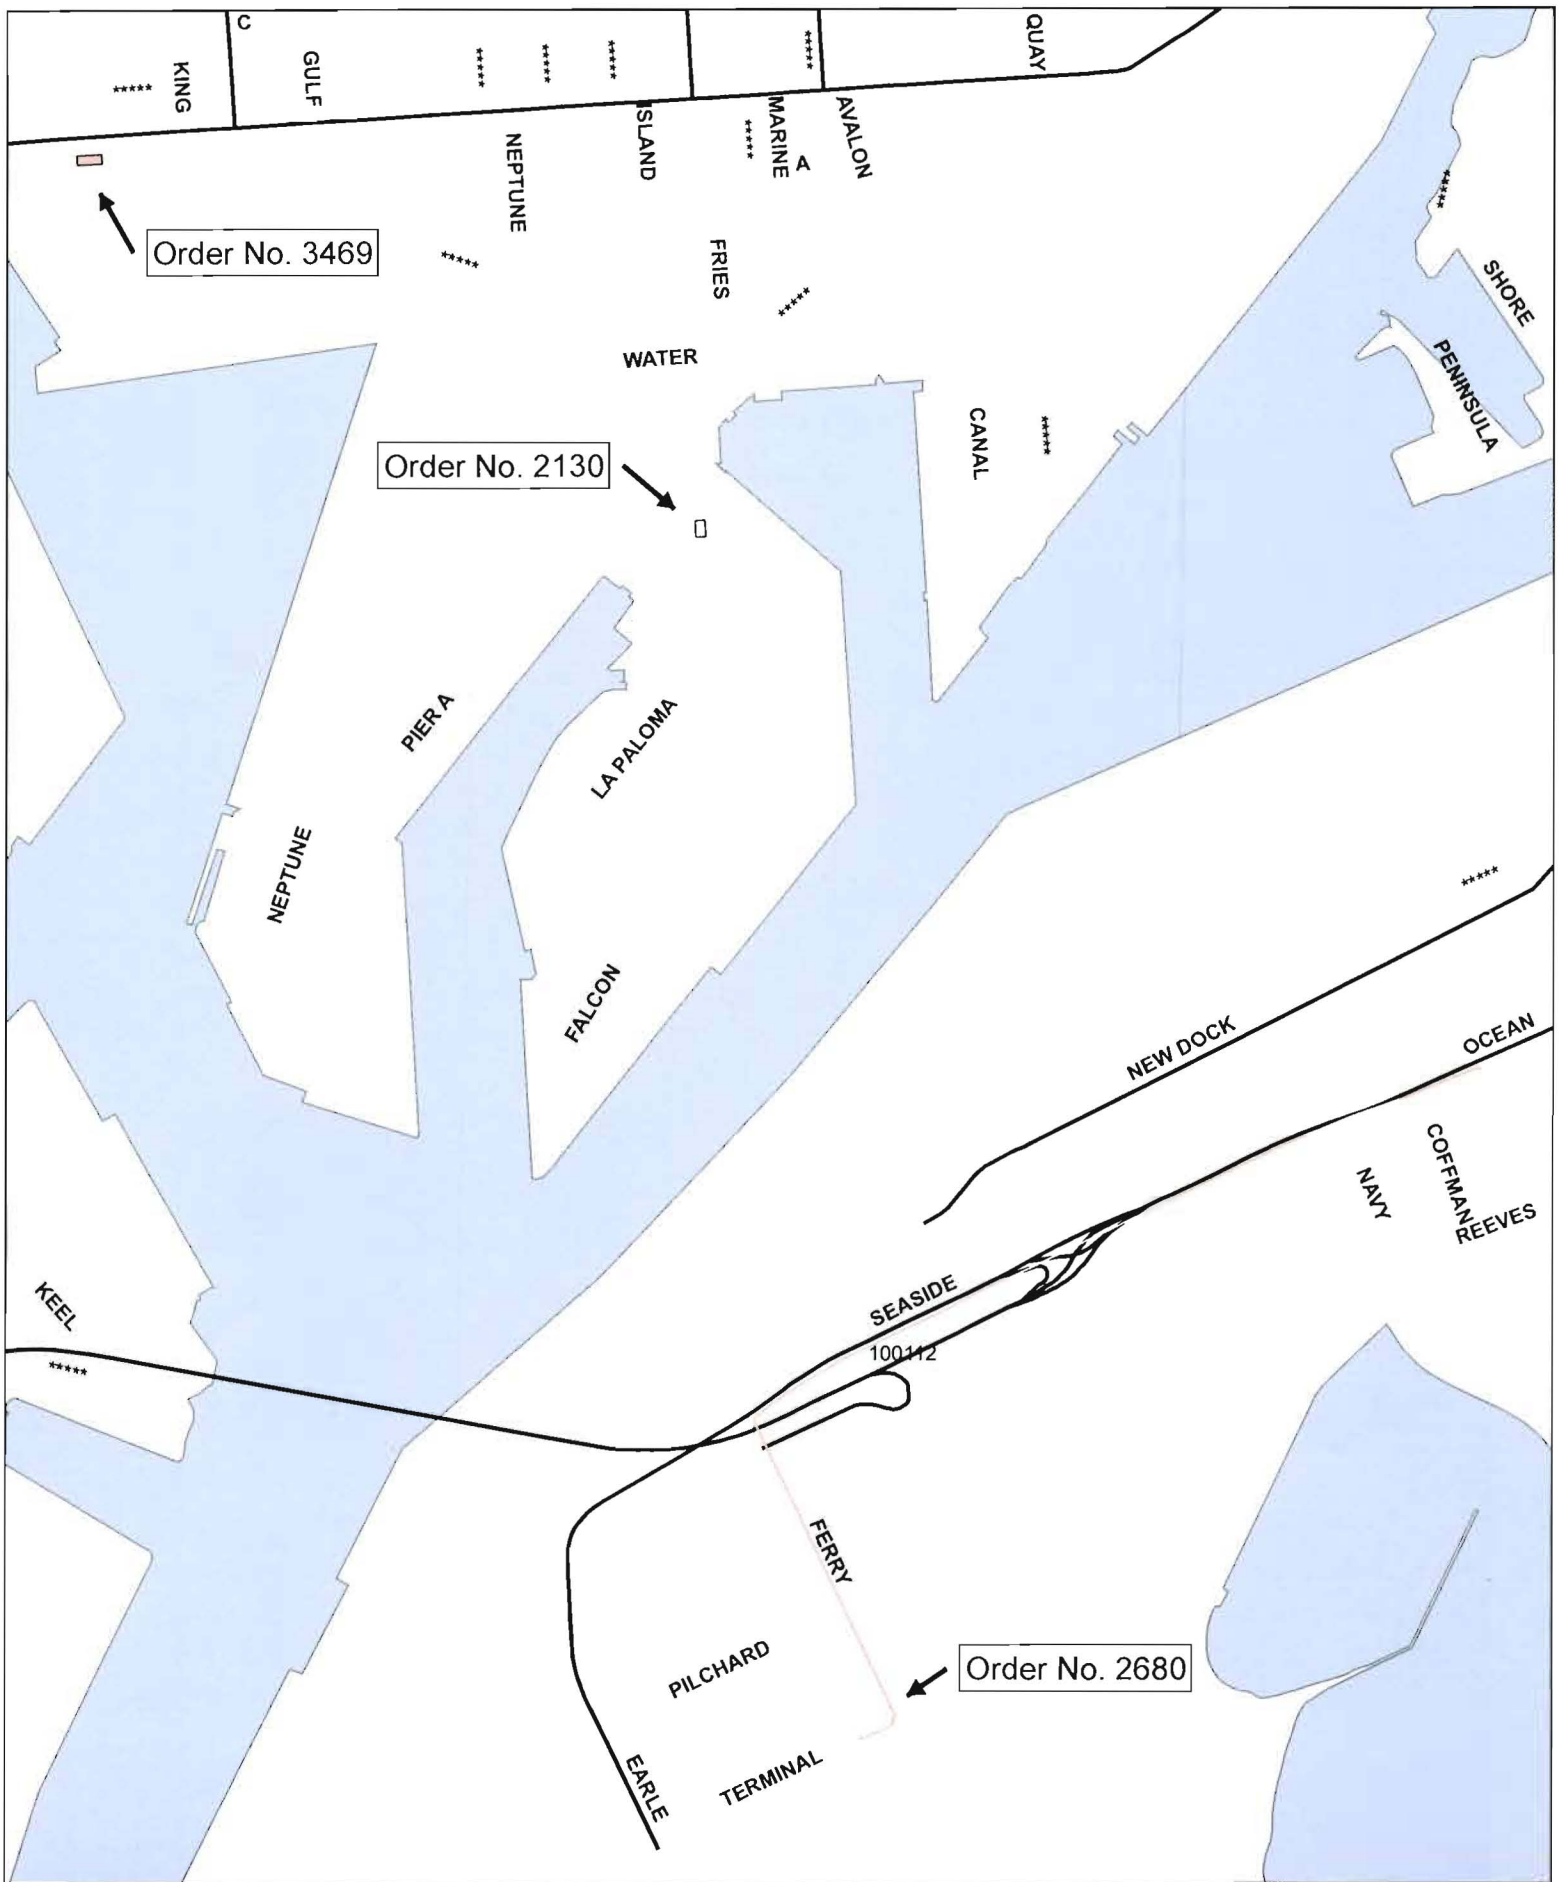 C
QUAY
*****
*****
*****
*****
GULF
KING
*****
ISLAND
MARINE
AVALON
*****
NEPTUNE
A
*****
Order No. 3469
*****
FRIES
SHORE
*****
WATER
PENINSULA
CANAL
*****
Order No. 2130
PIER A
LA PALOMA
NEPTUNE
*****
FALCON
NEW DOCK
OCEAN
COFFMAN
NAVY
REEVES
SEASIDE
KEEL
100112
*****
FERRY
PILCHARD
Order No. 2680
TERMINAL
EARLE